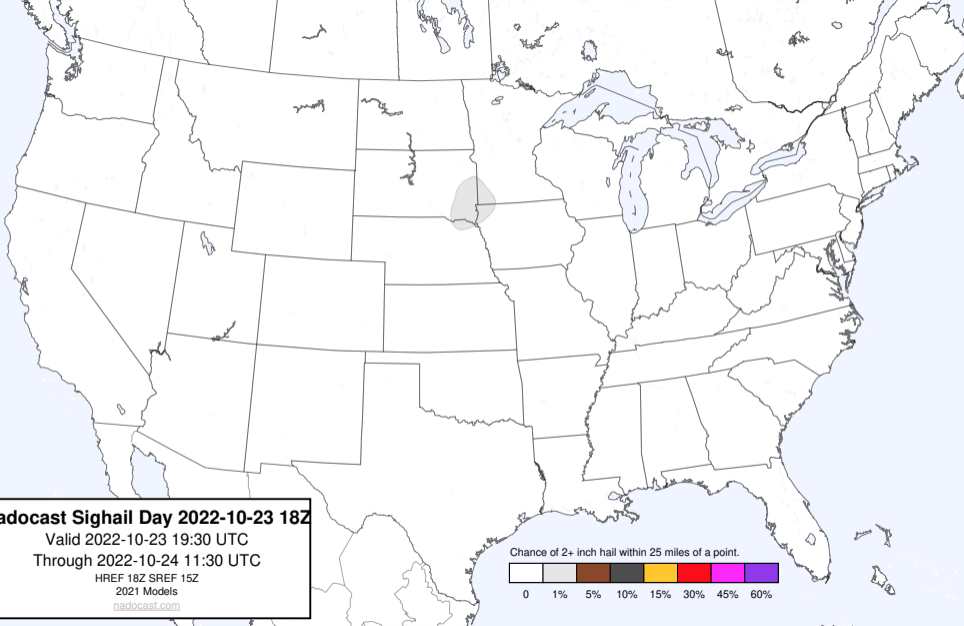 adocast Sighail Day 2022-10-23 18Z
Valid 2022-10-23 19:30 UTC
Through 2022-10-24 11:30 UTC
HREF 18Z SREF 15Z
2021 Models
nadocast.com
Chance of 2+ inch hail within 25 miles of a point.
0 1% 5% 10% 15% 30% 45% 60%